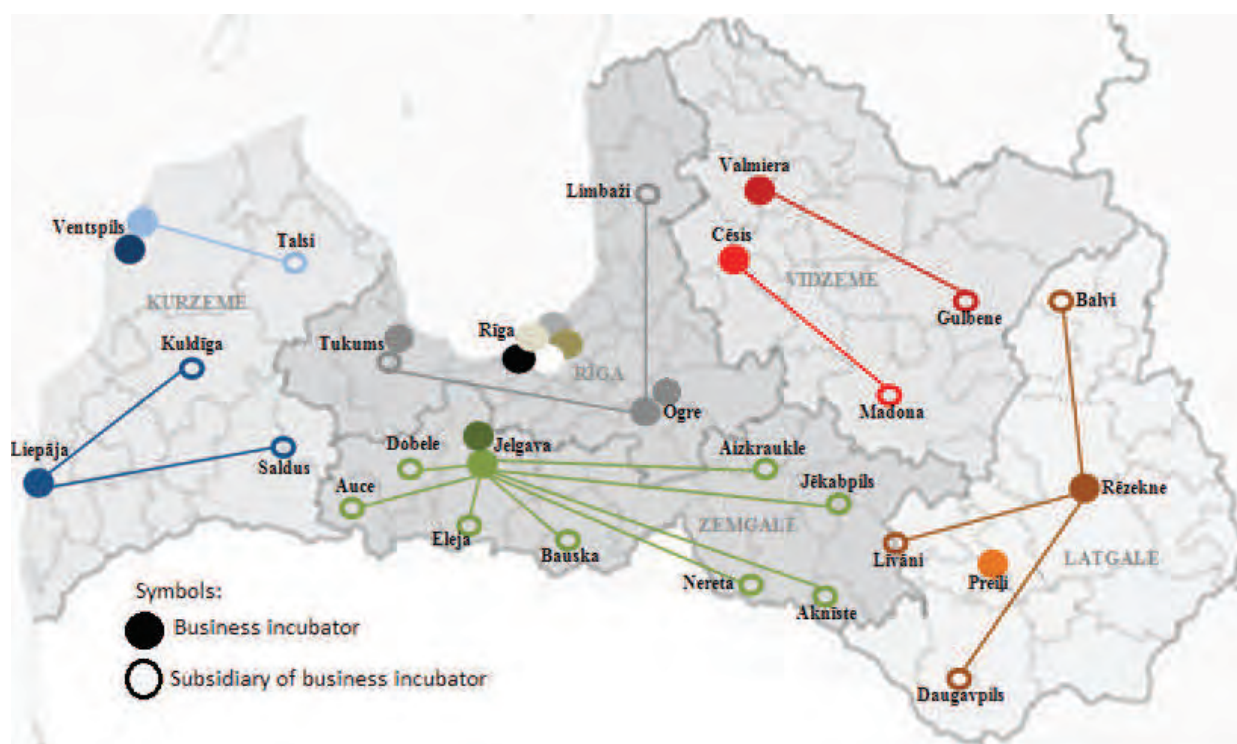 Valmiera
Limbaži
Cēsis
Ventspils
Talsi
VIDZEME
KURZEME
Balvi
Gulbene
Rīga
Kuldīga
Tukums
RĪGA
Madona
Ogre
Liepāja
Dobele
Jelgava
Aizkraukle
Saldus
Auce
Jēkabpils
Rēzekne
ZEMGALE
Eleja
Bauska
Līvāni
LATGALE
Nereta
Preiļi
Aknīste
Symbols:
Business incubator
Subsidiary of business incubator
Daugavpils